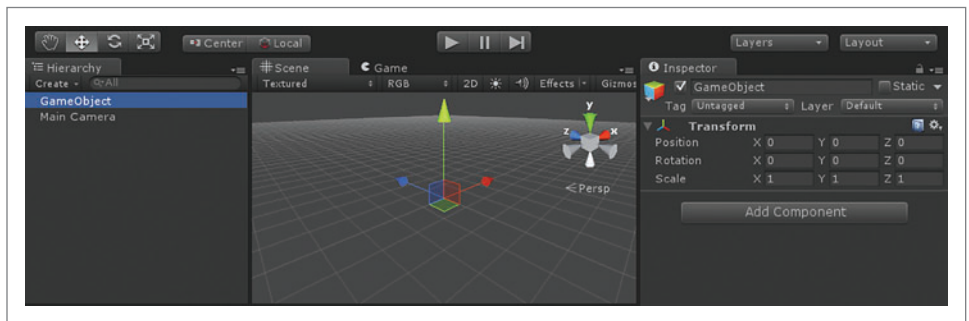 Center Local
Layers Layout
Hierarchy
Create All
GameObject
Main Camera
Scene Game
Textured RGB 2D Effects Gizmos
y
z x
Persp
Inspector
GameObject Static
Tag Untagged Layer Default
Transform
Position X 0 Y 0 Z 0
Rotation X 0 Y 0 Z 0
Scale X 1 Y 1 Z 1
Add Component